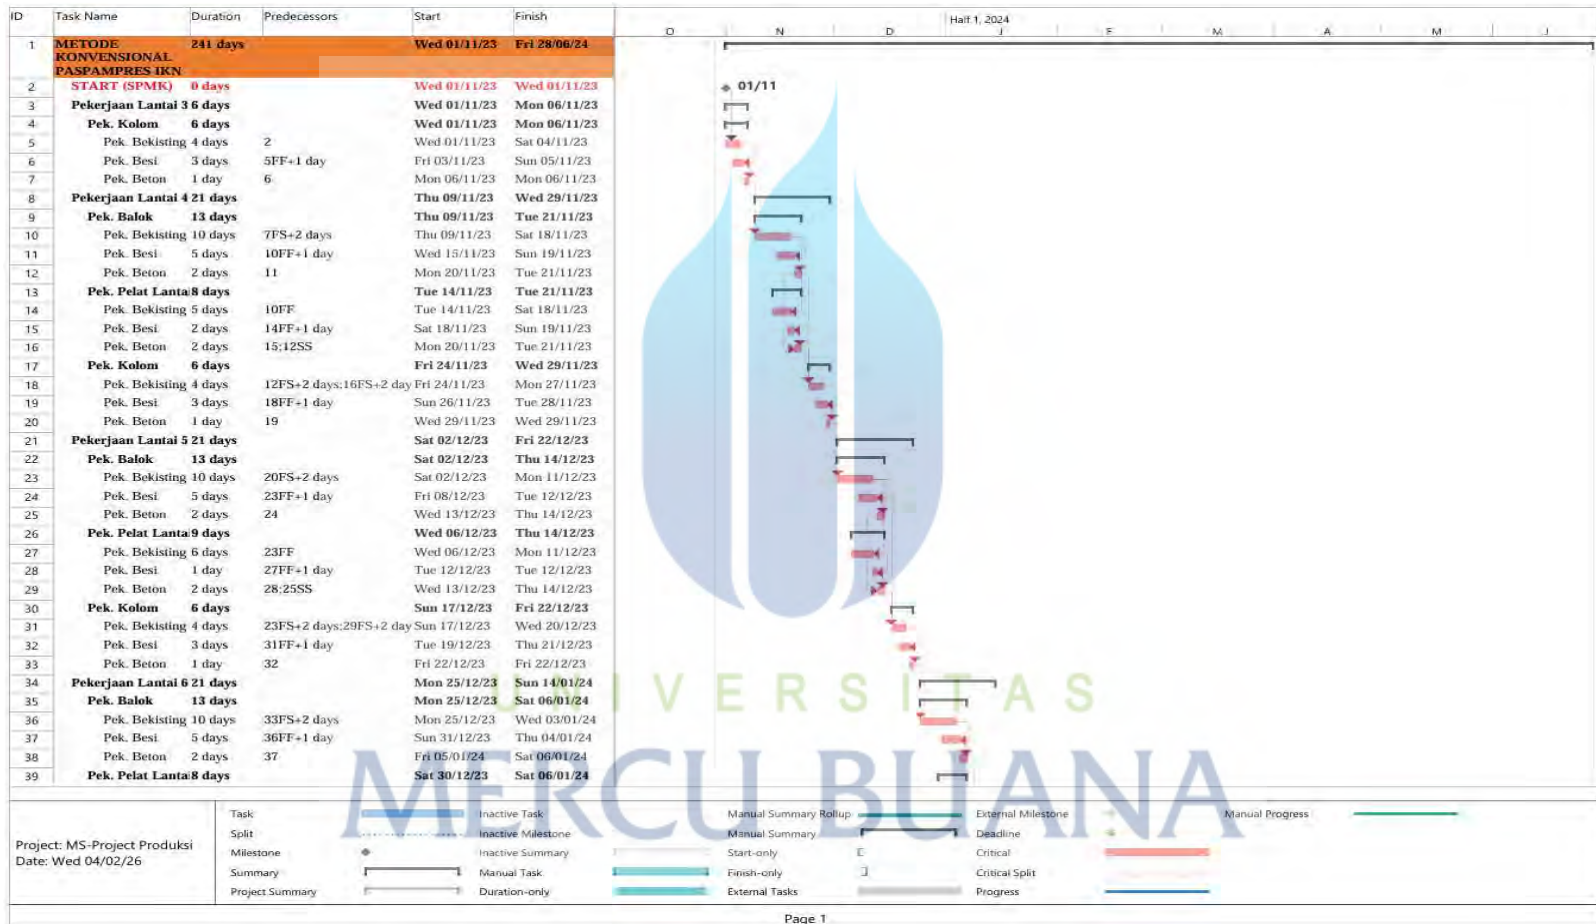 ID Task Name Duration Predecessors Start Finish
Half 1, 2024
O N D J F M A M J
1 METODE KONVENSIONAL PASPAMPRES IKN 241 days Wed 01/11/23 Fri 28/06/24
2 START (SPMK) 0 days Wed 01/11/23 Wed 01/11/23
01/11
3 Pekerjaan Lantai 3 6 days Wed 01/11/23 Mon 06/11/23
4 Pek. Kolom 6 days Wed 01/11/23 Mon 06/11/23
5 Pek. Bekisting 4 days 2 Wed 01/11/23 Sat 04/11/23
6 Pek. Besi 3 days 5FF+1 day Fri 03/11/23 Sun 05/11/23
7 Pek. Beton 1 day 6 Mon 06/11/23 Mon 06/11/23
8 Pekerjaan Lantai 4 21 days Thu 09/11/23 Wed 29/11/23
9 Pek. Balok 13 days Thu 09/11/23 Tue 21/11/23
10 Pek. Bekisting 10 days 7FS+2 days Thu 09/11/23 Sat 18/11/23
11 Pek. Besi 5 days 10FF+1 day Wed 15/11/23 Sun 19/11/23
12 Pek. Beton 2 days 11 Mon 20/11/23 Tue 21/11/23
13 Pek. Pelat Lanta 8 days Tue 14/11/23 Tue 21/11/23
14 Pek. Bekisting 5 days 10FF Tue 14/11/23 Sat 18/11/23
15 Pek. Besi 2 days 14FF+1 day Sat 18/11/23 Sun 19/11/23
16 Pek. Beton 2 days 15;12SS Mon 20/11/23 Tue 21/11/23
17 Pek. Kolom 6 days Fri 24/11/23 Wed 29/11/23
18 Pek. Bekisting 4 days 12FS+2 days;16FS+2 day Fri 24/11/23 Mon 27/11/23
19 Pek. Besi 3 days 18FF+1 day Sun 26/11/23 Tue 28/11/23
20 Pek. Beton 1 day 19 Wed 29/11/23 Wed 29/11/23
21 Pekerjaan Lantai 5 21 days Sat 02/12/23 Fri 22/12/23
22 Pek. Balok 13 days Sat 02/12/23 Thu 14/12/23
23 Pek. Bekisting 10 days 20FS+2 days Sat 02/12/23 Mon 11/12/23
24 Pek. Besi 5 days 23FF+1 day Fri 08/12/23 Tue 12/12/23
25 Pek. Beton 2 days 24 Wed 13/12/23 Thu 14/12/23
26 Pek. Pelat Lanta 9 days Wed 06/12/23 Thu 14/12/23
27 Pek. Bekisting 6 days 23FF Wed 06/12/23 Mon 11/12/23
28 Pek. Besi 1 day 27FF+1 day Tue 12/12/23 Tue 12/12/23
29 Pek. Beton 2 days 28;25SS Wed 13/12/23 Thu 14/12/23
30 Pek. Kolom 6 days Sun 17/12/23 Fri 22/12/23
31 Pek. Bekisting 4 days 23FS+2 days;29FS+2 day Sun 17/12/23 Wed 20/12/23
32 Pek. Besi 3 days 31FF+1 day Tue 19/12/23 Thu 21/12/23
33 Pek. Beton 1 day 32 Fri 22/12/23 Fri 22/12/23
34 Pekerjaan Lantai 6 21 days Mon 25/12/23 Sun 14/01/24
35 Pek. Balok 13 days Mon 25/12/23 Sat 06/01/24
36 Pek. Bekisting 10 days 33FS+2 days Mon 25/12/23 Wed 03/01/24
37 Pek. Besi 5 days 36FF+1 day Sun 31/12/23 Thu 04/01/24
38 Pek. Beton 2 days 37 Fri 05/01/24 Sat 06/01/24
39 Pek. Pelat Lanta 8 days Sat 30/12/23 Sat 06/01/24
UNIVERSITAS
MERCU BUANA
Project: MS-Project Produksi
Date: Wed 04/02/26
Task Inactive Task Manual Summary Rollup External Milestone Manual Progress
Split Inactive Milestone Manual Summary Deadline
Milestone Inactive Summary Start-only Critical
Summary Manual Task Finish-only Critical Split
Project Summary Duration-only External Tasks Progress
Page 1